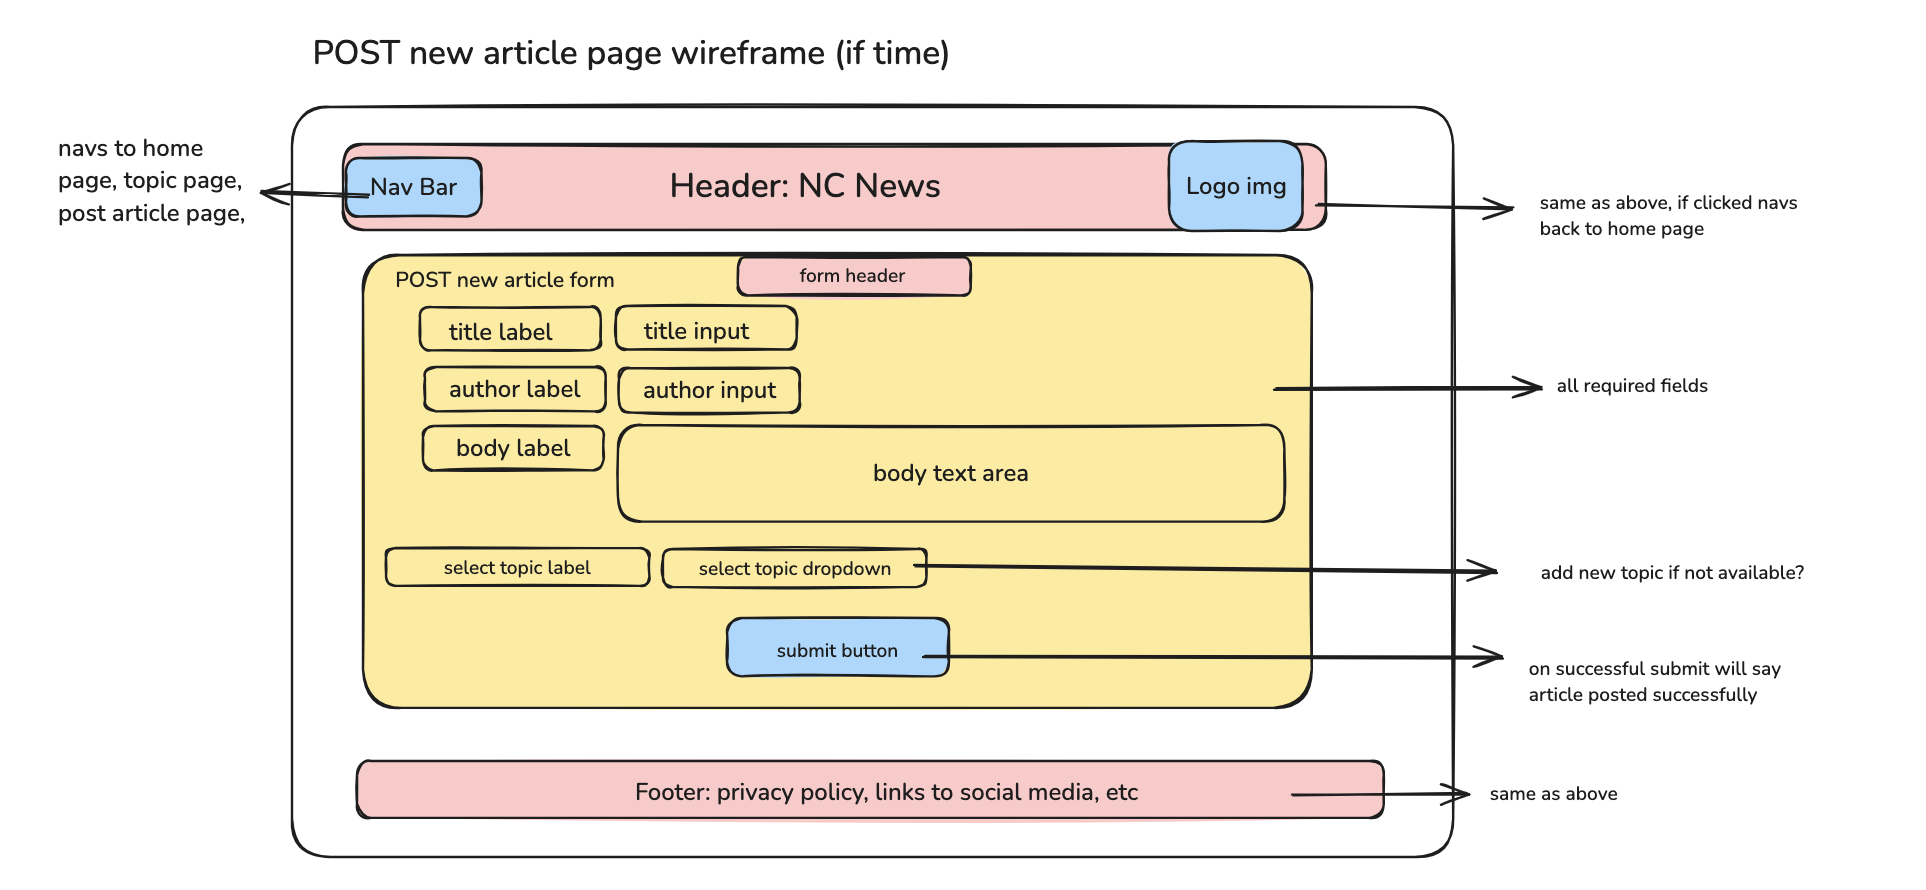 POST new article page wireframe (if time)
navs to home
page, topic page,
post article page,
Nav Bar
Header: NC News
Logo img
same as above, if clicked navs
back to home page
POST new article form
form header
title label
title input
author label
author input
all required fields
body label
body text area
select topic label
select topic dropdown
add new topic if not available?
submit button
on successful submit will say
article posted successfully
Footer: privacy policy, links to social media, etc
same as above